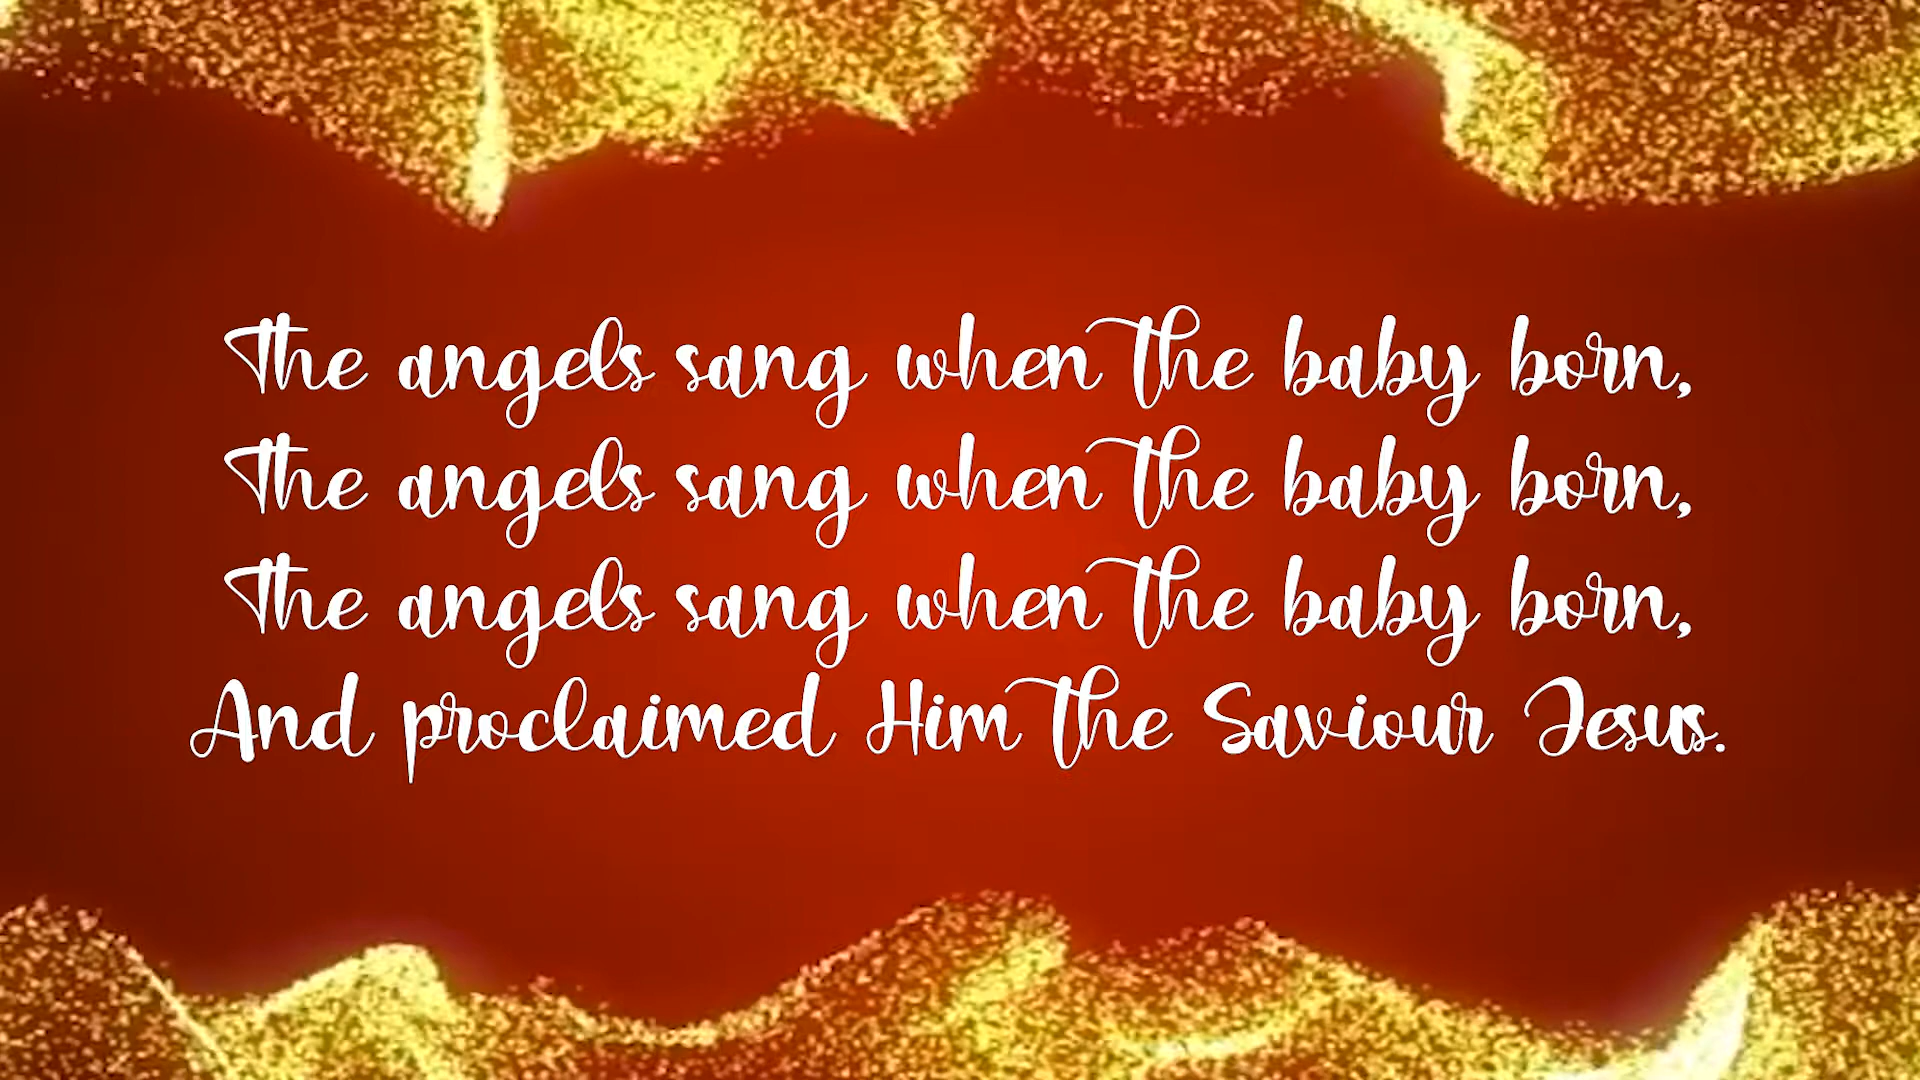 The angels sang when the baby born,
The angels sang when the baby born,
The angels sang when the baby born,
And proclaimed Him the Saviour Jesus.